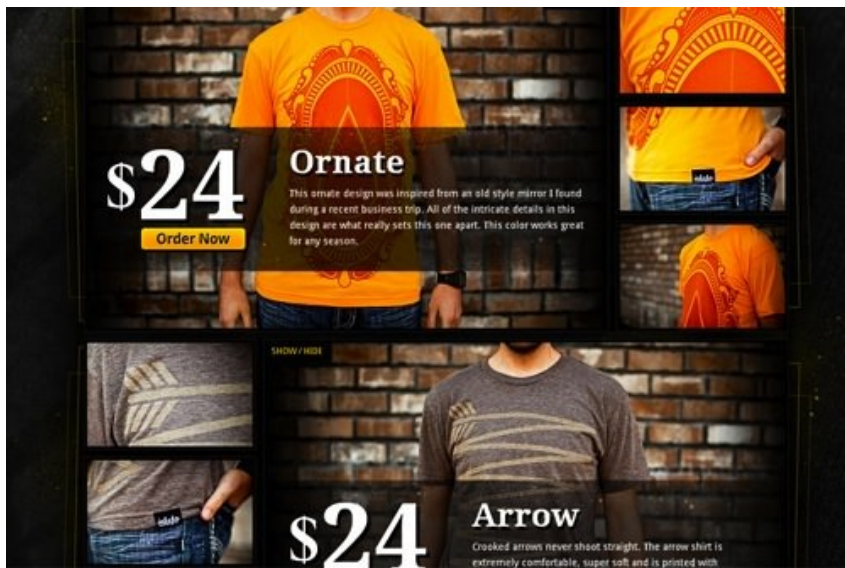 $24
Order Now
Ornate
This ornate design was inspired from an old style mirror I found
during a recent business trip. All of the intricate details in this
design are what really sets this one apart. This color works great
for any season.
SHOW / HIDE
$24
Arrow
Crooked arrows never shoot straight. The arrow shirt is
extremely comfortable, super soft and is printed with